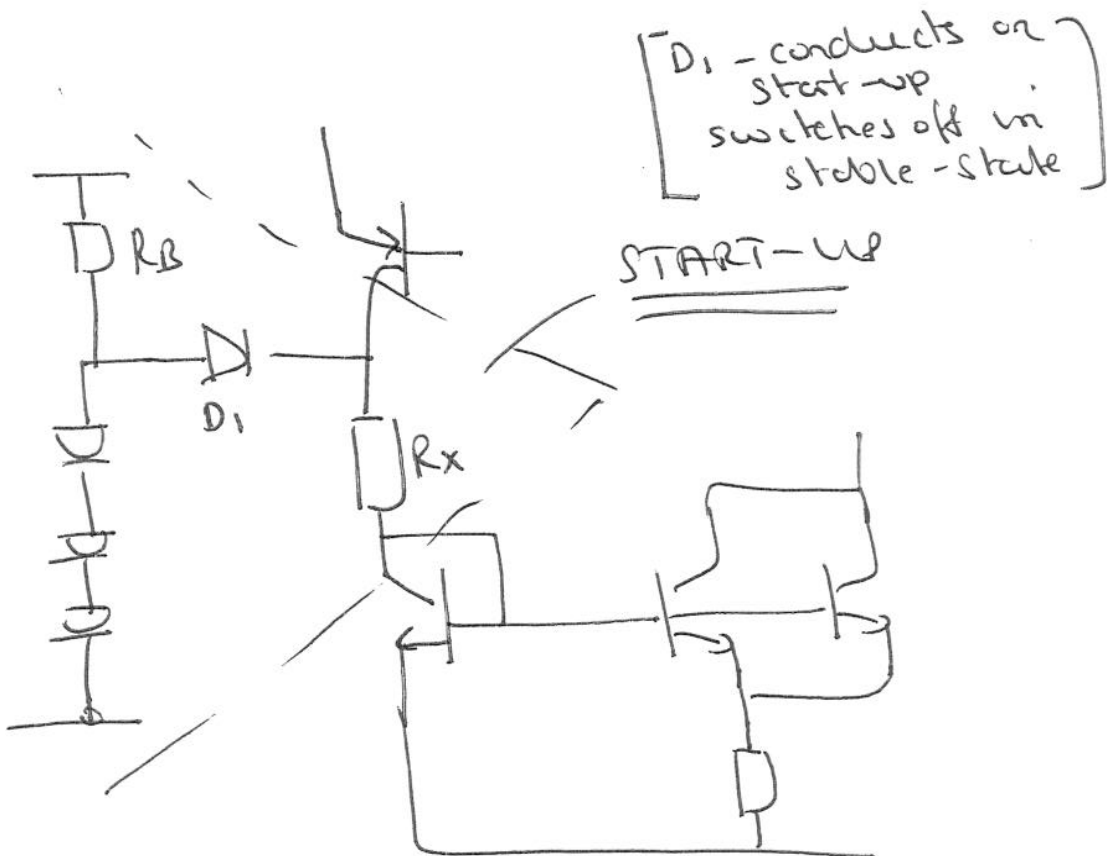 D1 - conducts on
start-up
switches off in
stable-state
START-UP
RB
D1
Rx